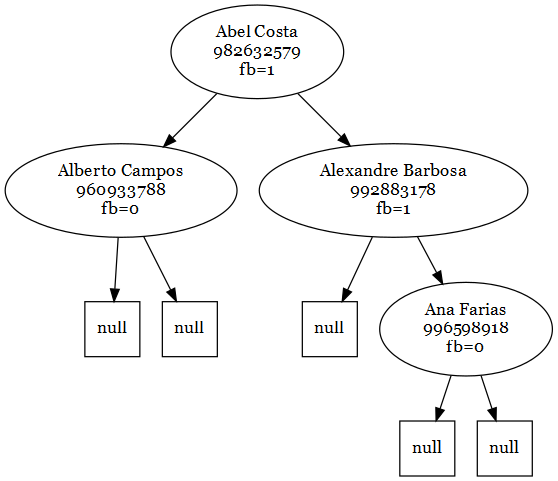 Abel Costa
982632579
fb=1
Alberto Campos
960933788
fb=0
Alexandre Barbosa
992883178
fb=1
null
null
null
Ana Farias
996598918
fb=0
null
null